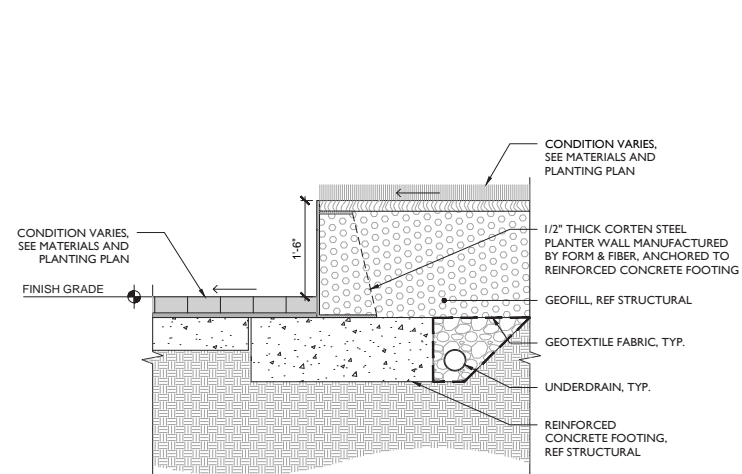 CONDITION VARIES,
SEE MATERIALS AND
PLANTING PLAN
1/2" THICK CORTEN STEEL
PLANTER WALL MANUFACTURED
BY FORM & FIBER, ANCHORED TO
REINFORCED CONCRETE FOOTING
CONDITION VARIES,
SEE MATERIALS AND
PLANTING PLAN
1'-6"
FINISH GRADE
GEOFILL, REF STRUCTURAL
GEOTEXTILE FABRIC, TYP.
UNDERDRAIN, TYP.
REINFORCED
CONCRETE FOOTING,
REF STRUCTURAL